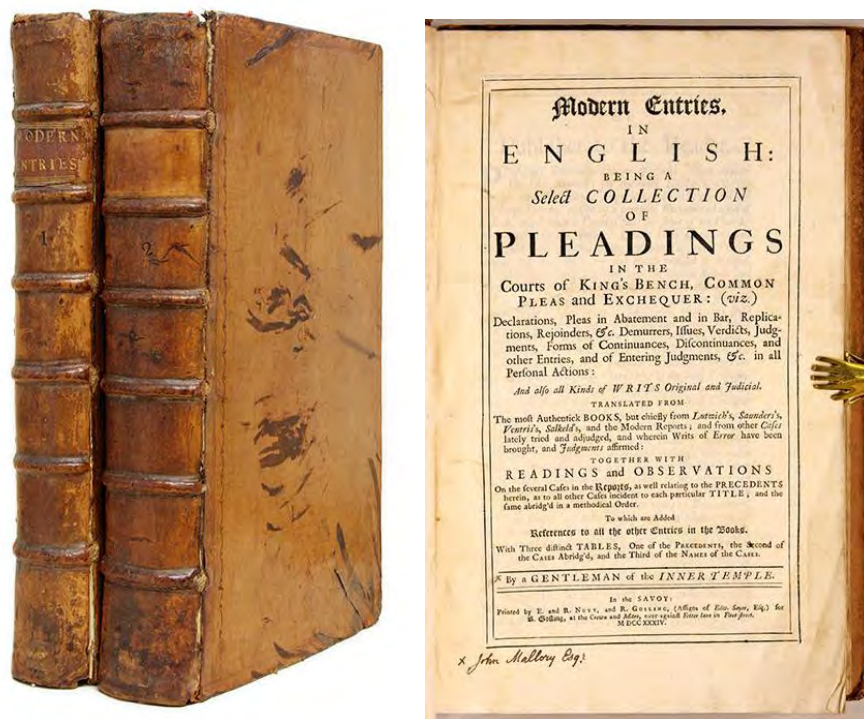 MODERN
ENTRIES
1
2
Modern Entries,
IN
ENGLISH:
BEING A
Select COLLECTION
OF
PLEADINGS
IN THE
Courts of KING's BENCH, COMMON
PLEAS and EXCHEQUER: (viz.)
Declarations, Pleas in Abatement and in Bar, Replica-
tions, Rejoinders, &c. Demurrers, Iſſues, Verdicts, Judg-
ments, Forms of Continuances, Diſcontinuances, and
other Entries, and of Entering Judgments, &c. in all
Perſonal Actions:
And alſo all Kinds of WRITS Original and Judicial.
TRANSLATED FROM
The moſt Authentick BOOKS, but chiefly from Lutwich's, Saunders's,
Ventris's, Salkeld's, and the Modern Reports; and from other Caſes
lately tried and adjudged, and wherein Writs of Error have been
brought, and Judgments affirmed:
TOGETHER WITH
READINGS and OBSERVATIONS
On the ſeveral Caſes in the Reports, as well relating to the PRECEDENTS
herein, as to all other Caſes incident to each particular TITLE; and the
ſame abridg'd in a methodical Order.
To which are Added
References to all the other Entries in the Books.
With Three diſtinct TABLES, One of the PRECEDENTS, the Second of
the CASES Abridg'd, and the Third of the NAMES of the CASES.
x By a GENTLEMAN of the INNER TEMPLE.
In the SAVOY:
Printed by E. and R. NUTT, and R. GOSLING, (Aſſigns of Edw. Sayer, Eſq;) for
R. Goſling, at the Crown and Mitre, over againſt Fetter lane in Fleet ſtreet.
MDCCXXXIV.
x John Mallory Esqr.